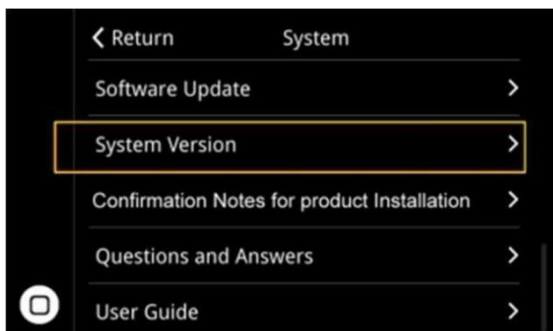 Return
System
Software Update
System Version
Confirmation Notes for product Installation
Questions and Answers
User Guide